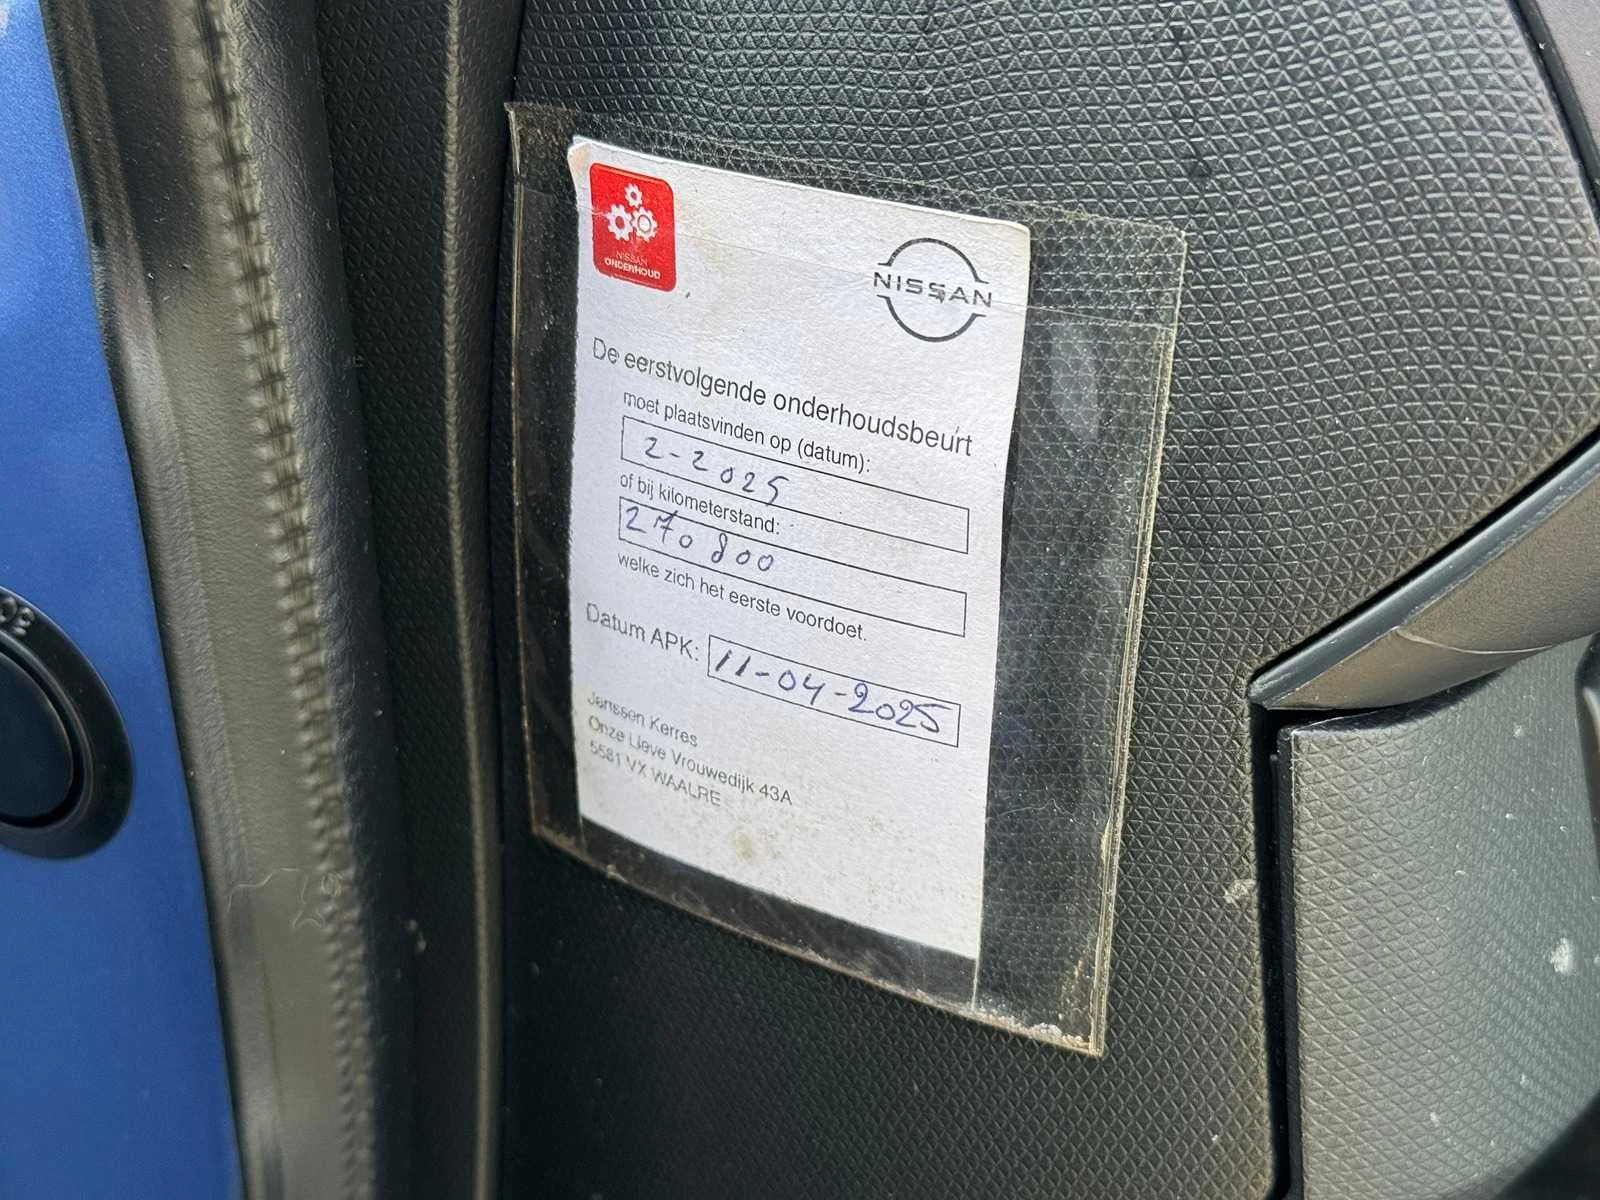 NISSAN
ONDERHOUD
NISSAN
De eerstvolgende onderhoudsbeurt
moet plaatsvinden op (datum):
2-2025
of bij kilometerstand:
270800
welke zich het eerste voordoet.
Datum APK: 11-04-2025
Janssen Kerres
Onze Lieve Vrouwedijk 43A
5581 VX WAALRE